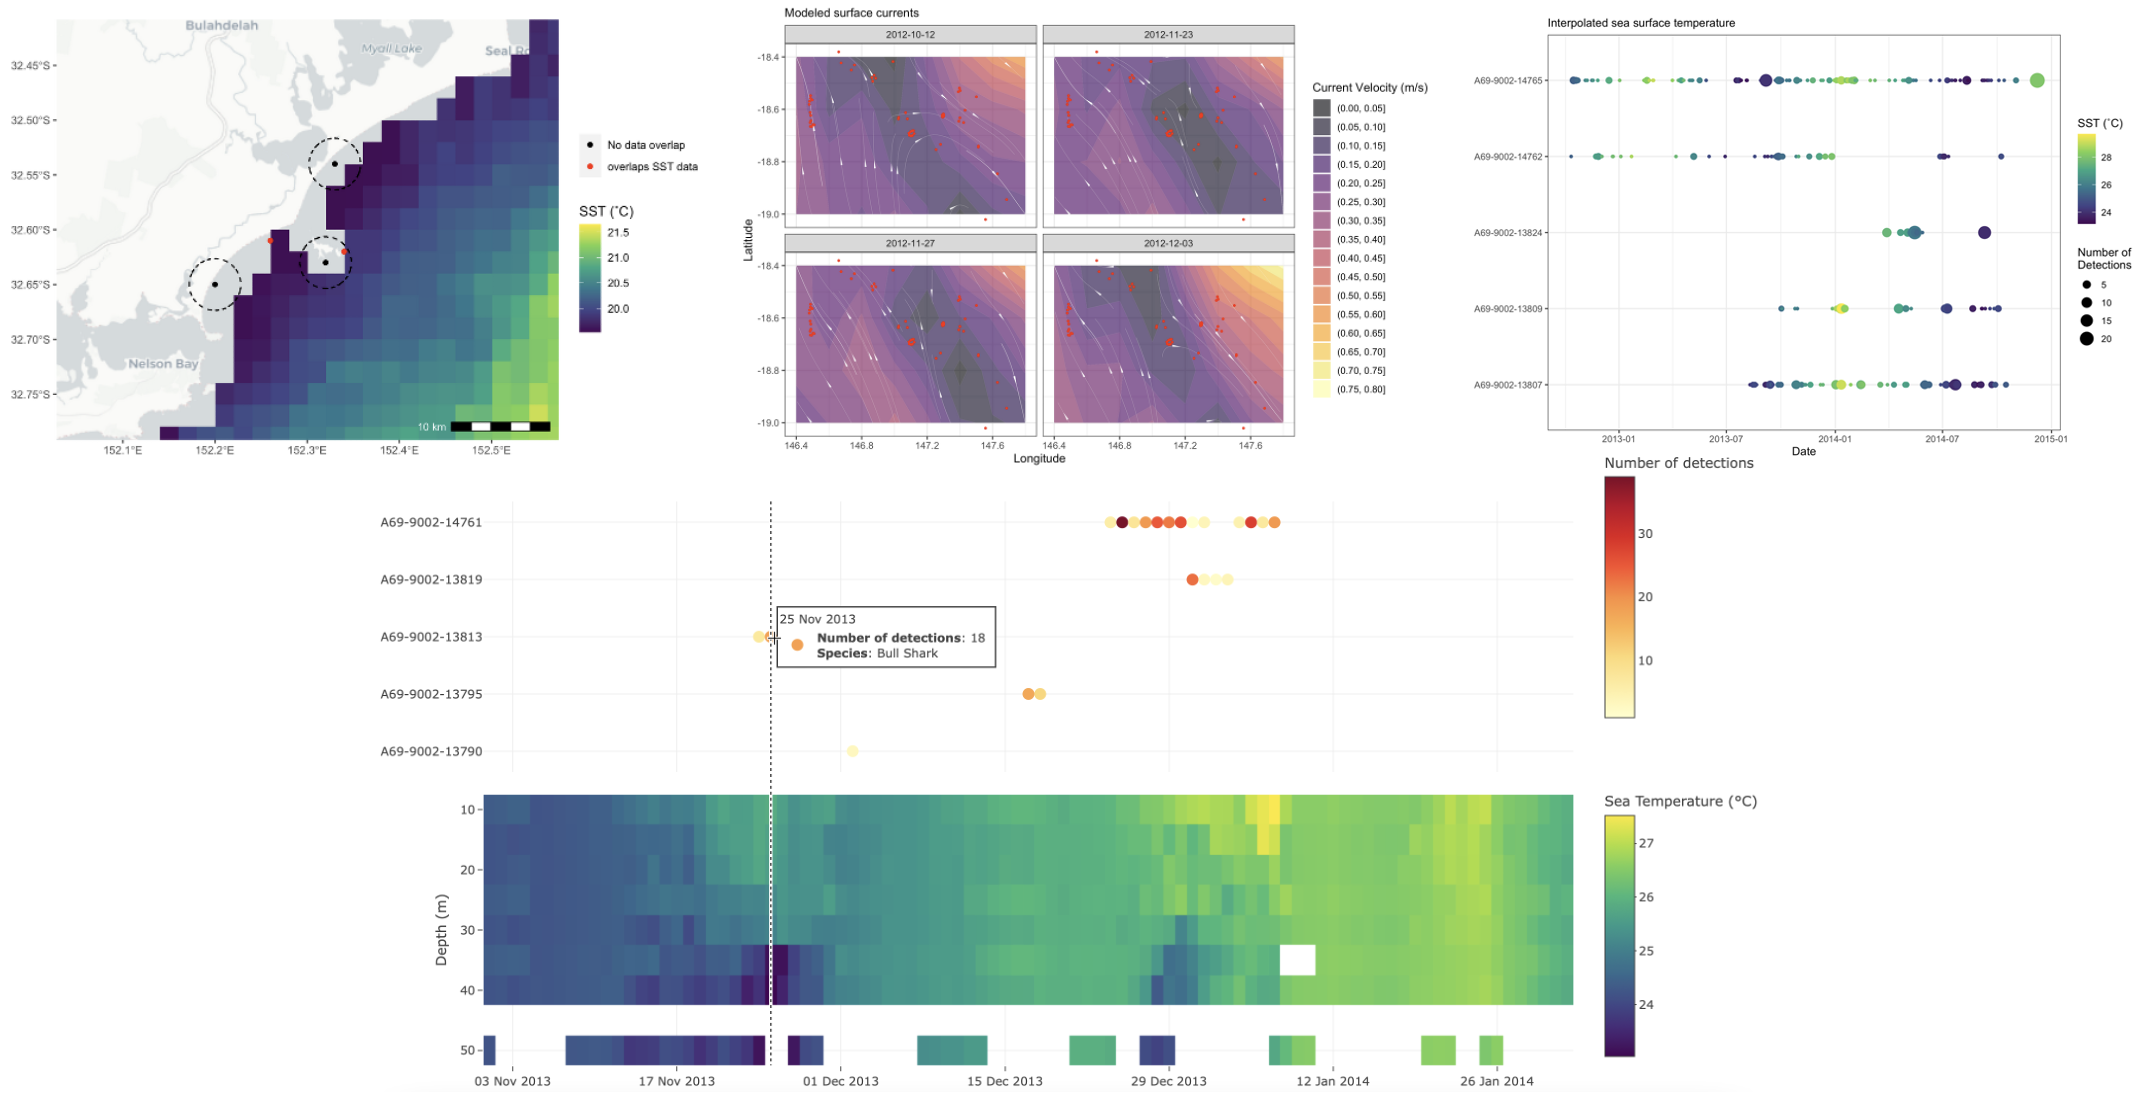 Bulahdelah
Myall Lake
Seal Ro
32.45°S
32.50°S
32.55°S
32.60°S
32.65°S
32.70°S
32.75°S
Nelson Bay
10 km
152.1°E 152.2°E 152.3°E 152.4°E 152.5°E
No data overlap
overlaps SST data
SST (˚C)
21.5
21.0
20.5
20.0
Modeled surface currents
2012-10-12 2012-11-23
-18.4
-18.6
-18.8
-19.0
Latitude
2012-11-27 2012-12-03
-18.4
-18.6
-18.8
-19.0
146.4 146.8 147.2 147.6 146.4 146.8 147.2 147.6
Longitude
Current Velocity (m/s)
(0.00, 0.05]
(0.05, 0.10]
(0.10, 0.15]
(0.15, 0.20]
(0.20, 0.25]
(0.25, 0.30]
(0.30, 0.35]
(0.35, 0.40]
(0.40, 0.45]
(0.45, 0.50]
(0.50, 0.55]
(0.55, 0.60]
(0.60, 0.65]
(0.65, 0.70]
(0.70, 0.75]
(0.75, 0.80]
Interpolated sea surface temperature
A69-9002-14765
A69-9002-14762
A69-9002-13824
A69-9002-13809
A69-9002-13807
2013-01 2013-07 2014-01 2014-07 2015-01
Date
SST (˚C)
28
26
24
Number of
Detections
5
10
15
20
A69-9002-14761
A69-9002-13819
A69-9002-13813
A69-9002-13795
A69-9002-13790
25 Nov 2013
Number of detections: 18
Species: Bull Shark
Number of detections
30
20
10
Depth (m)
10
20
30
40
50
03 Nov 2013 17 Nov 2013 01 Dec 2013 15 Dec 2013 29 Dec 2013 12 Jan 2014 26 Jan 2014
Sea Temperature (°C)
27
26
25
24